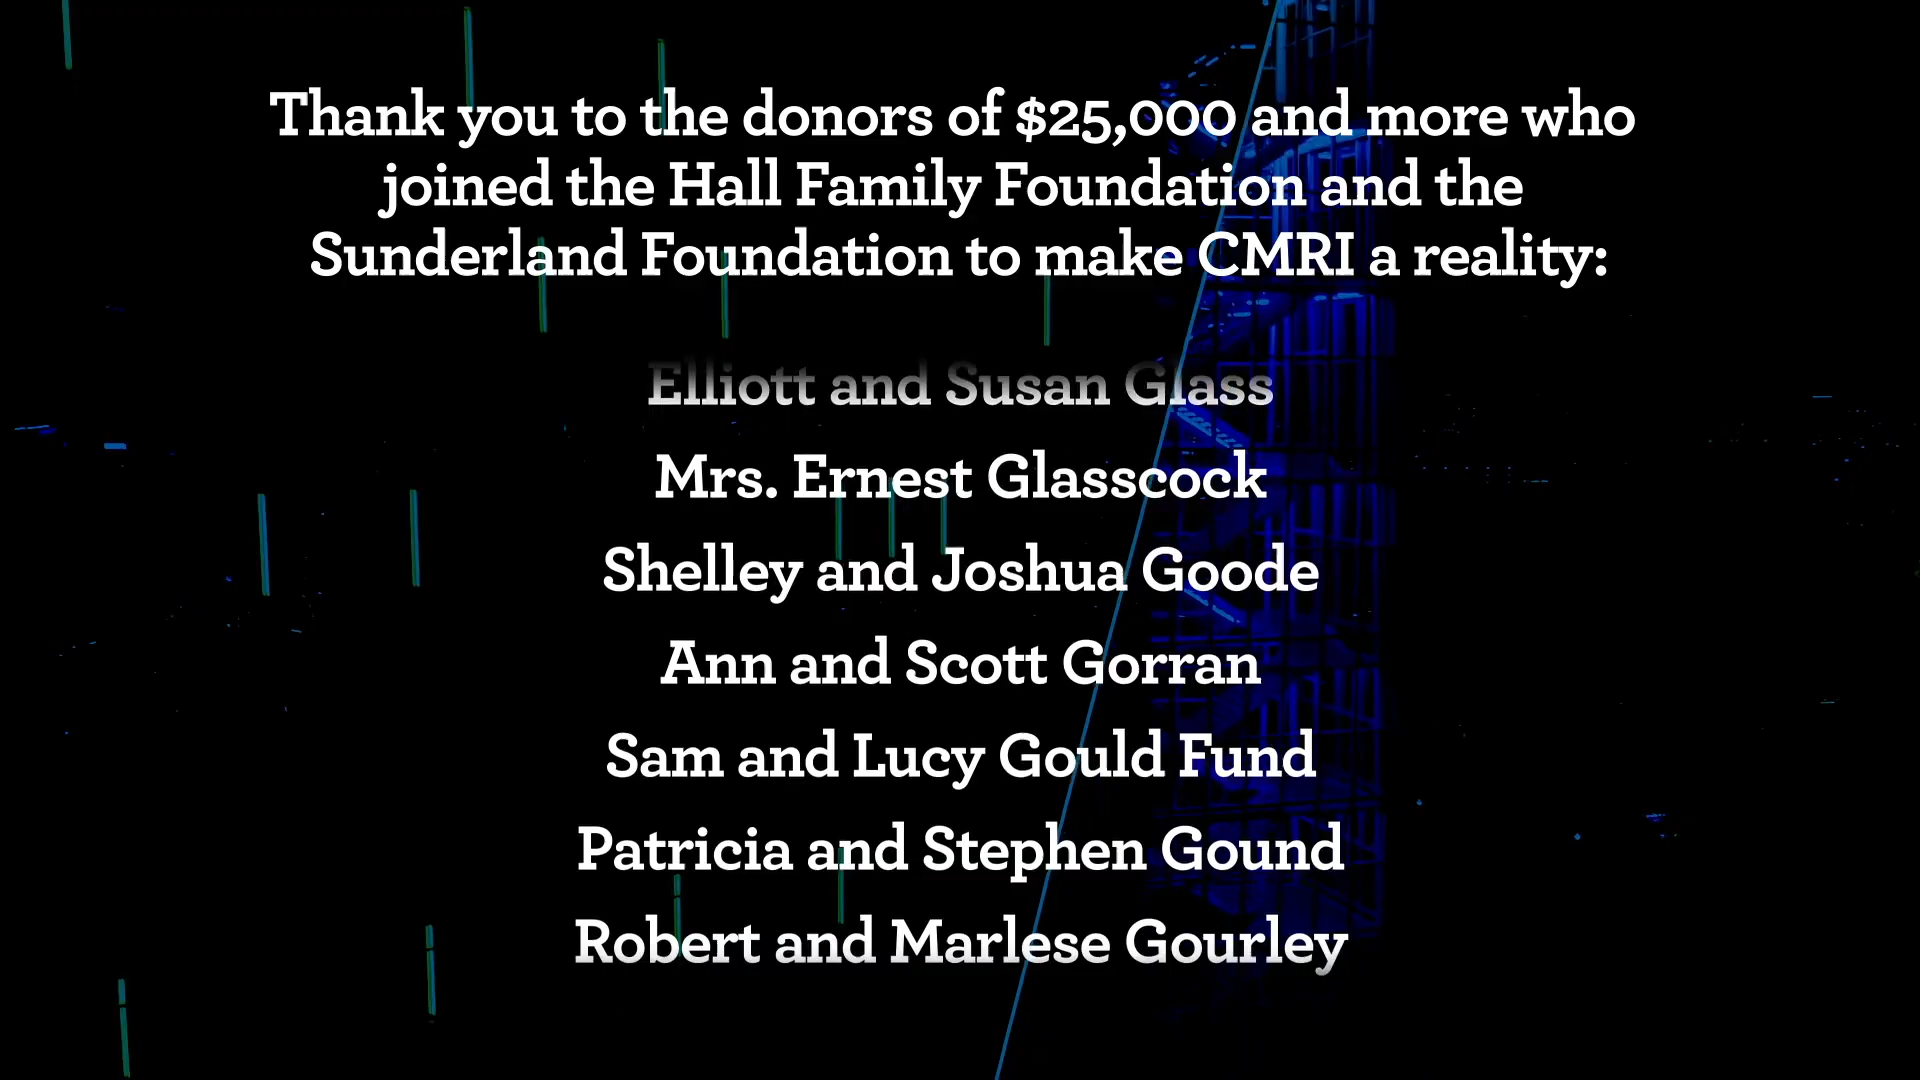 Thank you to the donors of $25,000 and more who
joined the Hall Family Foundation and the
Sunderland Foundation to make CMRI a reality:
Elliott and Susan Glass
Mrs. Ernest Glasscock
Shelley and Joshua Goode
Ann and Scott Gorran
Sam and Lucy Gould Fund
Patricia and Stephen Gound
Robert and Marlese Gourley